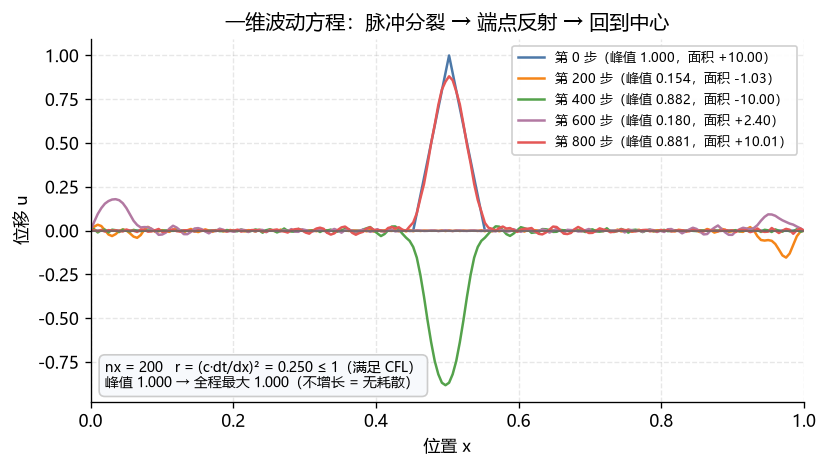 一维波动方程：脉冲分裂 → 端点反射 → 回到中心
第 0 步（峰值 1.000，面积 +10.00）
第 200 步（峰值 0.154，面积 -1.03）
第 400 步（峰值 0.882，面积 -10.00）
第 600 步（峰值 0.180，面积 +2.40）
第 800 步（峰值 0.881，面积 +10.01）
1.00
0.75
0.50
0.25
0.00
-0.25
-0.50
-0.75
位移 u
nx = 200   r = (c·dt/dx)² = 0.250 ≤ 1（满足 CFL）
峰值 1.000 → 全程最大 1.000（不增长 = 无耗散）
0.0 0.2 0.4 0.6 0.8 1.0
位置 x